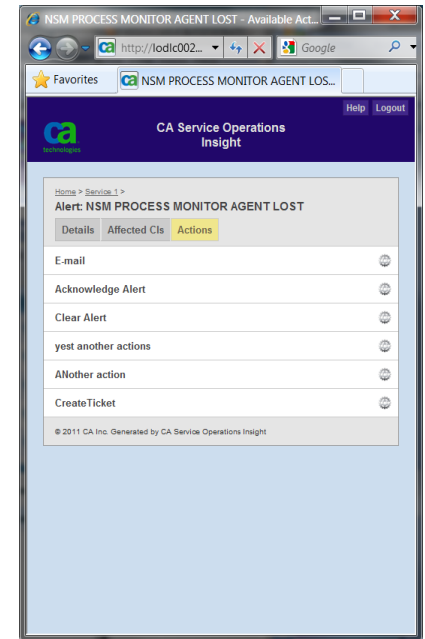 NSM PROCESS MONITOR AGENT LOST - Available Act...
http://lodlc002...
Google
Favorites
NSM PROCESS MONITOR AGENT LOS...
Help Logout
ca
technologies
CA Service Operations
Insight
Home > Service 1 >
Alert: NSM PROCESS MONITOR AGENT LOST
Details Affected CIs Actions
E-mail
Acknowledge Alert
Clear Alert
yest another actions
ANother action
CreateTicket
© 2011 CA Inc. Generated by CA Service Operations Insight